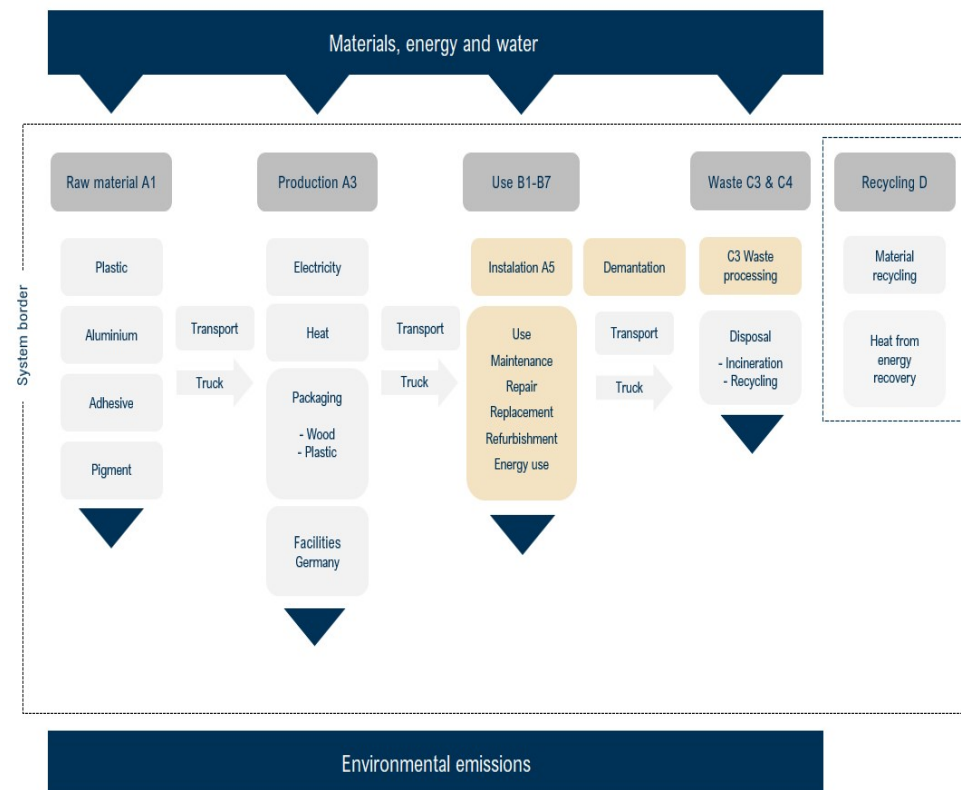 Materials, energy and water
System border
Raw material A1
Plastic
Aluminium
Adhesive
Pigment
Transport
Truck
Production A3
Electricity
Heat
Packaging
- Wood
- Plastic
Facilities
Germany
Transport
Truck
Use B1-B7
Instalation A5
Demantation
Use
Maintenance
Repair
Replacement
Refurbishment
Energy use
Transport
Truck
Waste C3 & C4
C3 Waste
processing
Disposal
- Incineration
- Recycling
Recycling D
Material
recycling
Heat from
energy
recovery
Environmental emissions